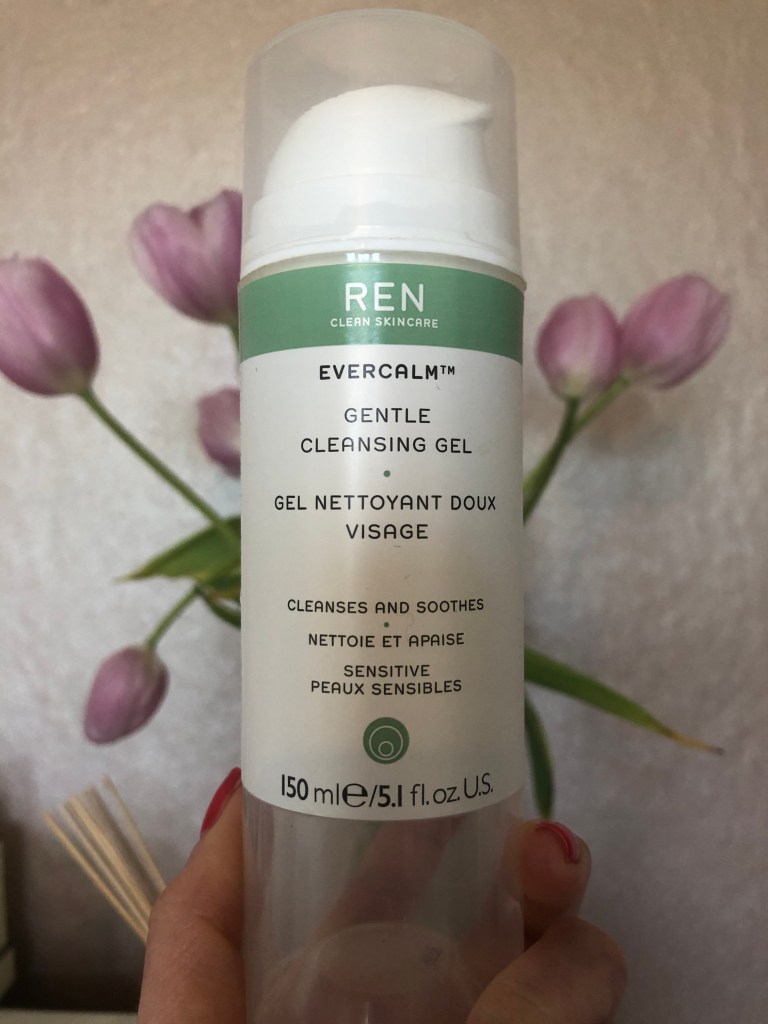 REN
CLEAN SKINCARE
EVERCALM™
GENTLE
CLEANSING GEL
GEL NETTOYANT DOUX
VISAGE
CLEANSES AND SOOTHES
NETTOIE ET APAISE
SENSITIVE
PEAUX SENSIBLES
150 ml℮/5.1 fl.oz. U.S.